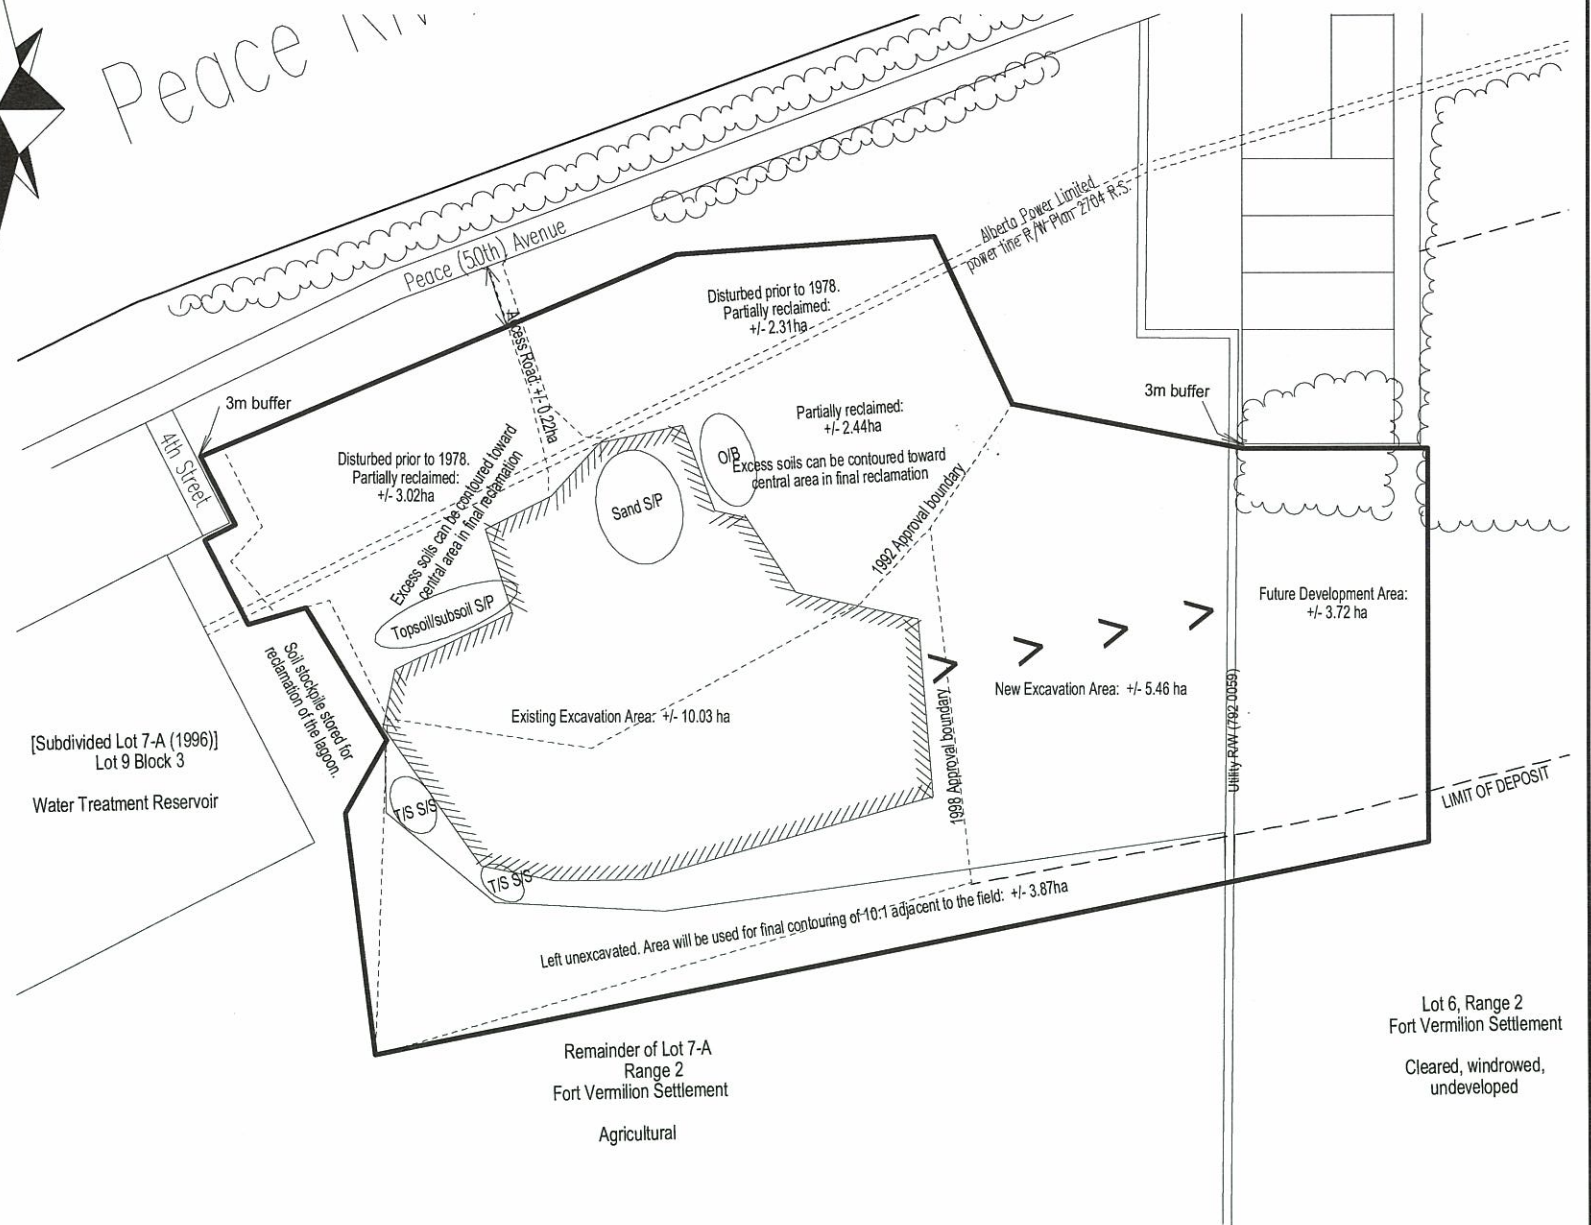 Peace
Peace (50th) Avenue
Alberta Power Limited
power line R/W Plan 2704 R.S.
Disturbed prior to 1978.
Partially reclaimed:
+/- 2.31ha
Access Road: +/- 0.22ha
3m buffer
3m buffer
4th Street
Partially reclaimed:
+/- 2.44ha
Excess soils can be contoured toward
central area in final reclamation
O/B
Disturbed prior to 1978.
Partially reclaimed:
+/- 3.02ha
Excess soils can be contoured toward
central area in final reclamation
Sand S/P
1992 Approval boundary
Topsoil/subsoil S/P
Future Development Area:
+/- 3.72 ha
Soil stockpile stored for
reclamation of the lagoon.
New Excavation Area: +/- 5.46 ha
Existing Excavation Area: +/- 10.03 ha
1998 Approval boundary
Utility R/W (792 0059)
[Subdivided Lot 7-A (1996)]
Lot 9 Block 3
Water Treatment Reservoir
T/S S/S
T/S S/S
LIMIT OF DEPOSIT
Left unexcavated. Area will be used for final contouring of 10:1 adjacent to the field: +/- 3.87ha
Remainder of Lot 7-A
Range 2
Fort Vermilion Settlement
Agricultural
Lot 6, Range 2
Fort Vermilion Settlement
Cleared, windrowed,
undeveloped